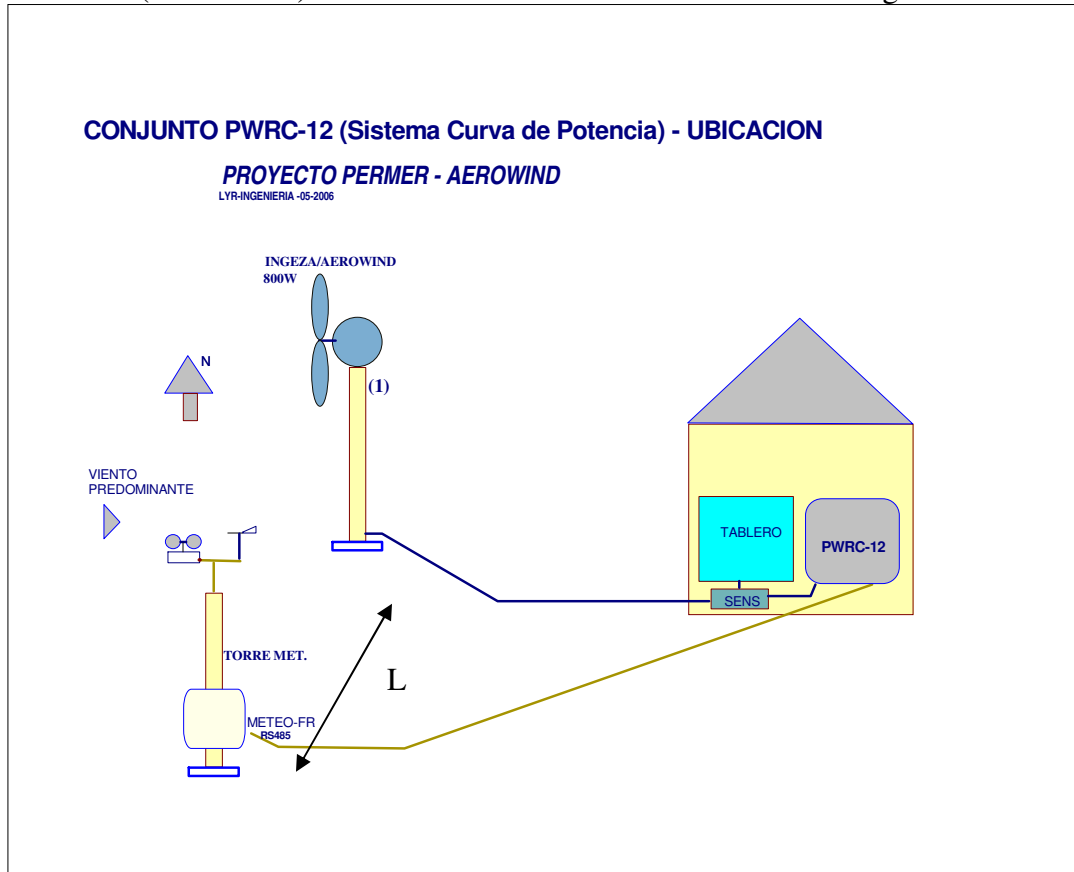 CONJUNTO PWRC-12 (Sistema Curva de Potencia) - UBICACION
PROYECTO PERMER - AEROWIND
LYR-INGENIERIA -05-2006
INGEZA/AEROWIND
800W
N
(1)
VIENTO
PREDOMINANTE
TABLERO
PWRC-12
SENS
TORRE MET.
L
METEO-FR
RS485